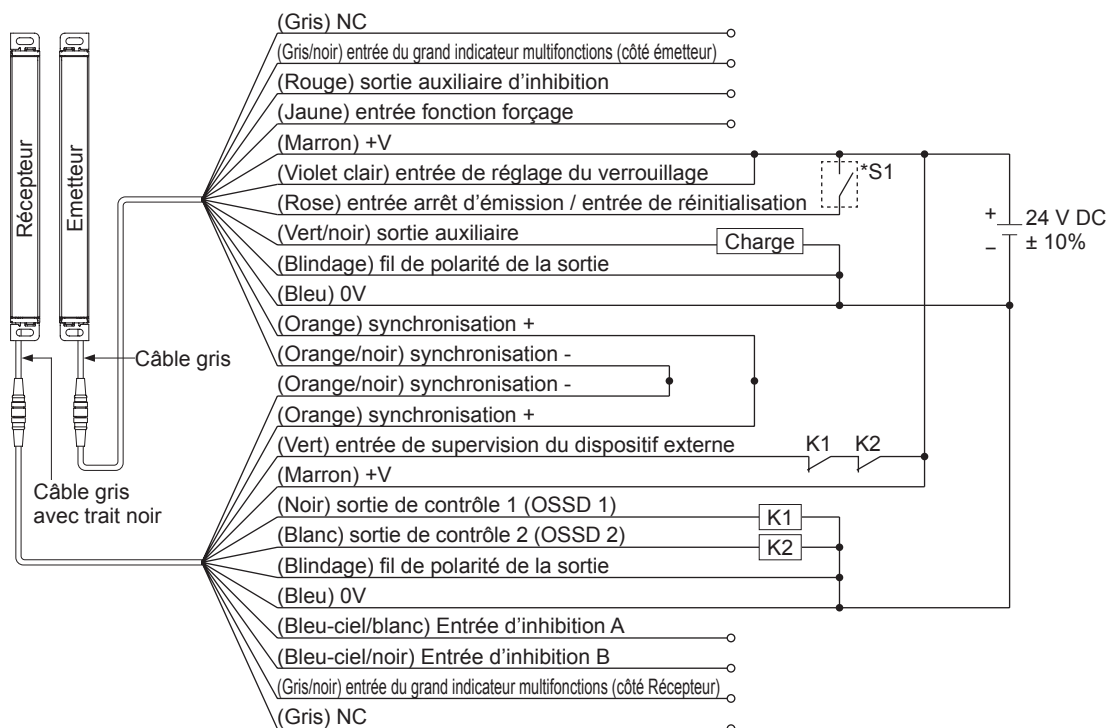 (Gris) NC
(Gris/noir) entrée du grand indicateur multifonctions (côté émetteur)
(Rouge) sortie auxiliaire d'inhibition
(Jaune) entrée fonction forçage
(Marron) +V
(Violet clair) entrée de réglage du verrouillage
*S1
(Rose) entrée arrêt d'émission / entrée de réinitialisation
(Vert/noir) sortie auxiliaire
Charge
+
24 V DC
−
± 10%
(Blindage) fil de polarité de la sortie
(Bleu) 0V
(Orange) synchronisation +
(Orange/noir) synchronisation -
(Orange/noir) synchronisation -
(Orange) synchronisation +
(Vert) entrée de supervision du dispositif externe
K1
K2
(Marron) +V
(Noir) sortie de contrôle 1 (OSSD 1)
K1
(Blanc) sortie de contrôle 2 (OSSD 2)
K2
(Blindage) fil de polarité de la sortie
(Bleu) 0V
(Bleu-ciel/blanc) Entrée d'inhibition A
(Bleu-ciel/noir) Entrée d'inhibition B
(Gris/noir) entrée du grand indicateur multifonctions (côté Récepteur)
(Gris) NC
Récepteur
Emetteur
Câble gris
Câble gris
avec trait noir